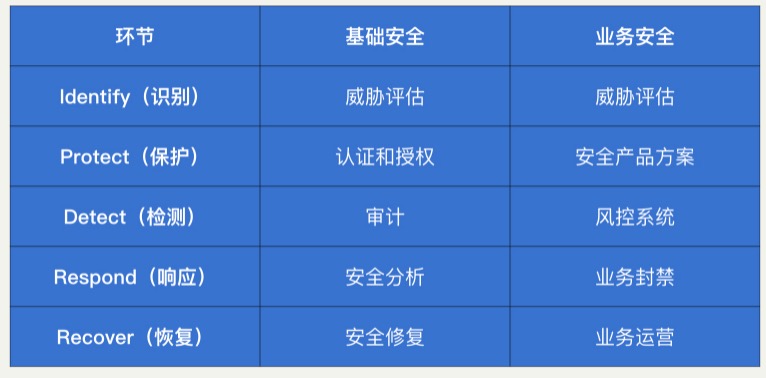 环节 基础安全 业务安全
Identify（识别） 威胁评估 威胁评估
Protect（保护） 认证和授权 安全产品方案
Detect（检测） 审计 风控系统
Respond（响应） 安全分析 业务封禁
Recover（恢复） 安全修复 业务运营